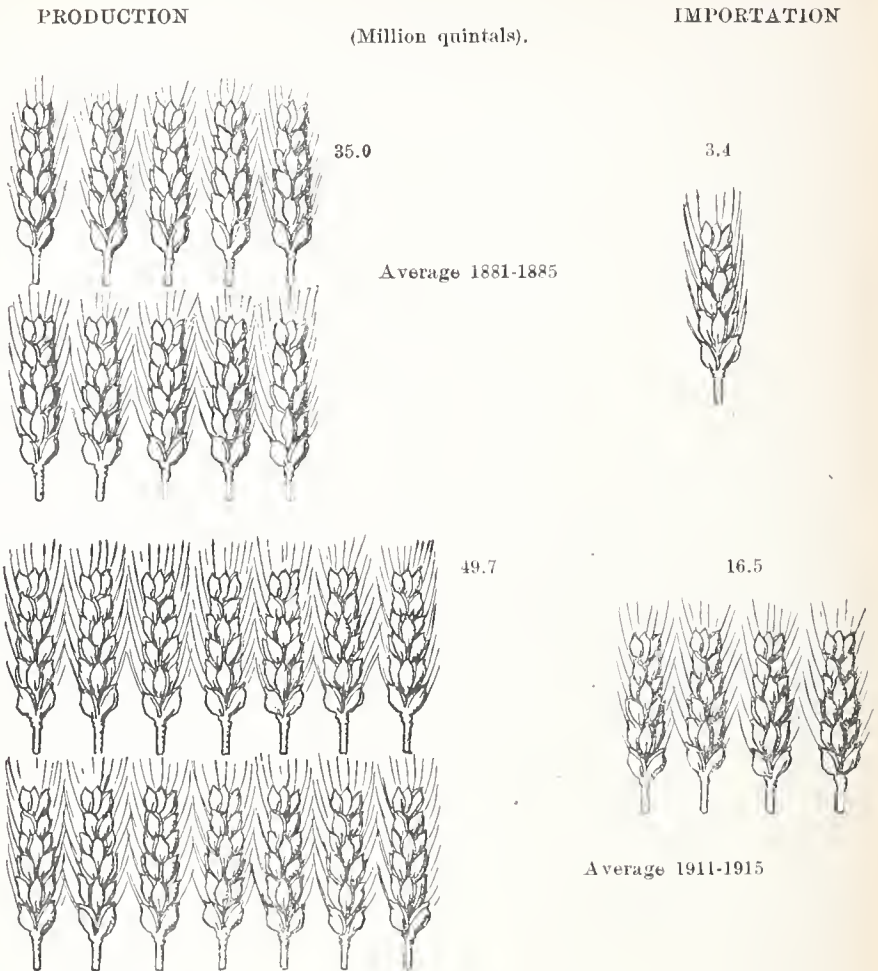 PRODUCTION
IMPORTATION
(Million quintals).
35.0
3.4
Average 1881-1885
49.7
16.5
Average 1911-1915